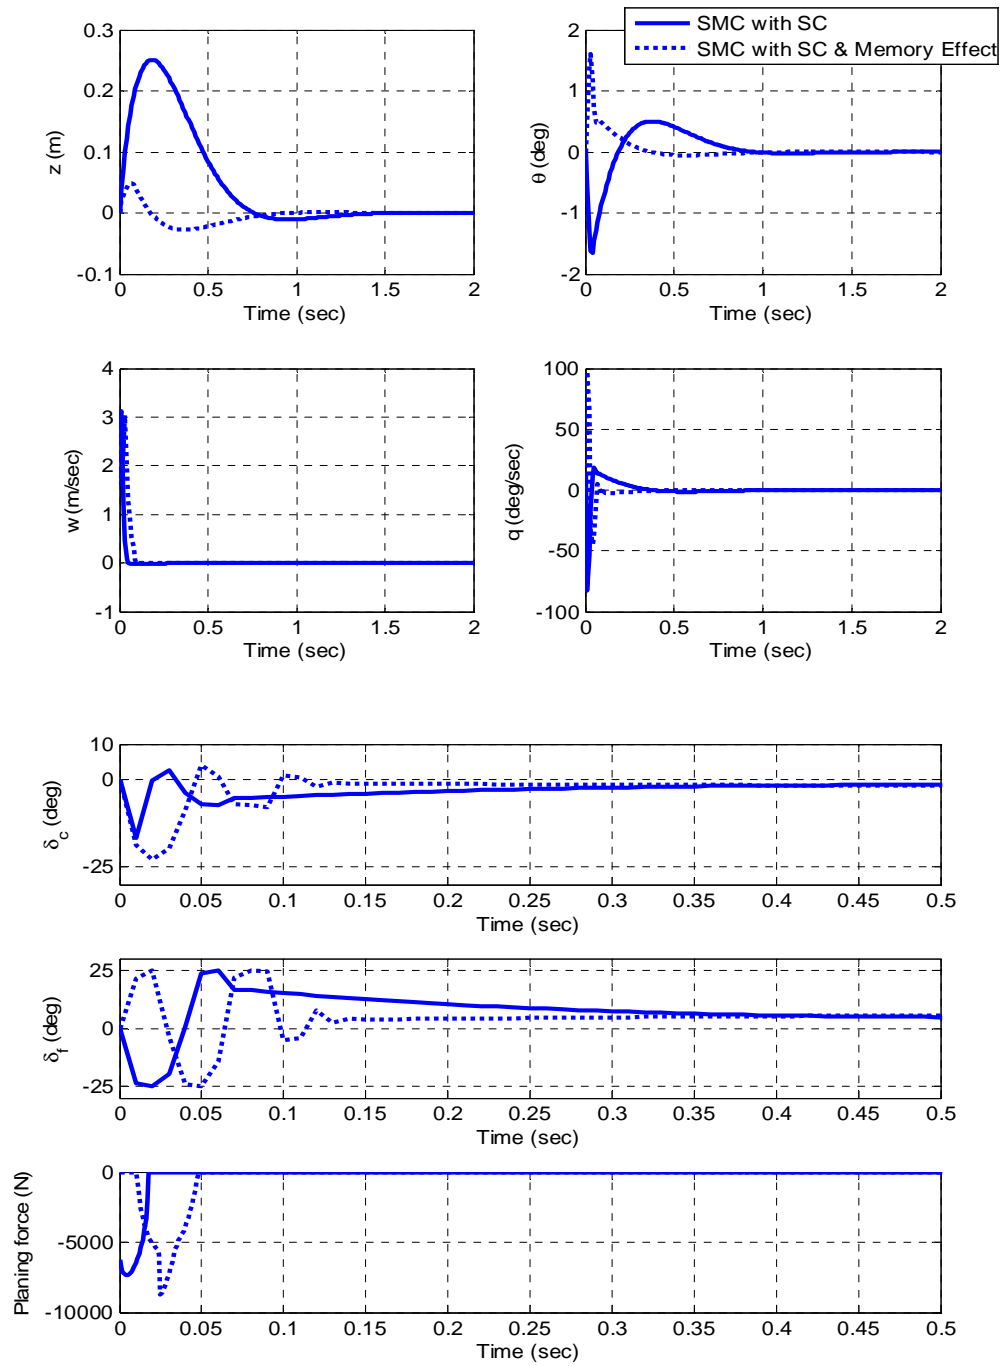 SMC with SC
SMC with SC & Memory Effect
0.3
0.2
0.1
0
-0.1
z (m)
0 0.5 1 1.5 2
Time (sec)
2
1
0
-1
-2
θ (deg)
0 0.5 1 1.5 2
Time (sec)
4
3
2
1
0
-1
w (m/sec)
0 0.5 1 1.5 2
Time (sec)
100
50
0
-50
-100
q (deg/sec)
0 0.5 1 1.5 2
Time (sec)
10
0
-25
δc (deg)
0 0.05 0.1 0.15 0.2 0.25 0.3 0.35 0.4 0.45 0.5
Time (sec)
25
0
-25
δf (deg)
0 0.05 0.1 0.15 0.2 0.25 0.3 0.35 0.4 0.45 0.5
Time (sec)
0
-5000
-10000
Planing force (N)
0 0.05 0.1 0.15 0.2 0.25 0.3 0.35 0.4 0.45 0.5
Time (sec)